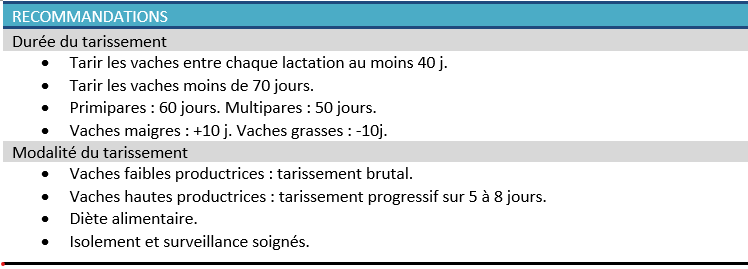 RECOMMANDATIONS
Durée du tarissement
• Tarir les vaches entre chaque lactation au moins 40 j.
• Tarir les vaches moins de 70 jours.
• Primipares : 60 jours. Multipares : 50 jours.
• Vaches maigres : +10 j. Vaches grasses : -10j.
Modalité du tarissement
• Vaches faibles productrices : tarissement brutal.
• Vaches hautes productrices : tarissement progressif sur 5 à 8 jours.
• Diète alimentaire.
• Isolement et surveillance soignés.